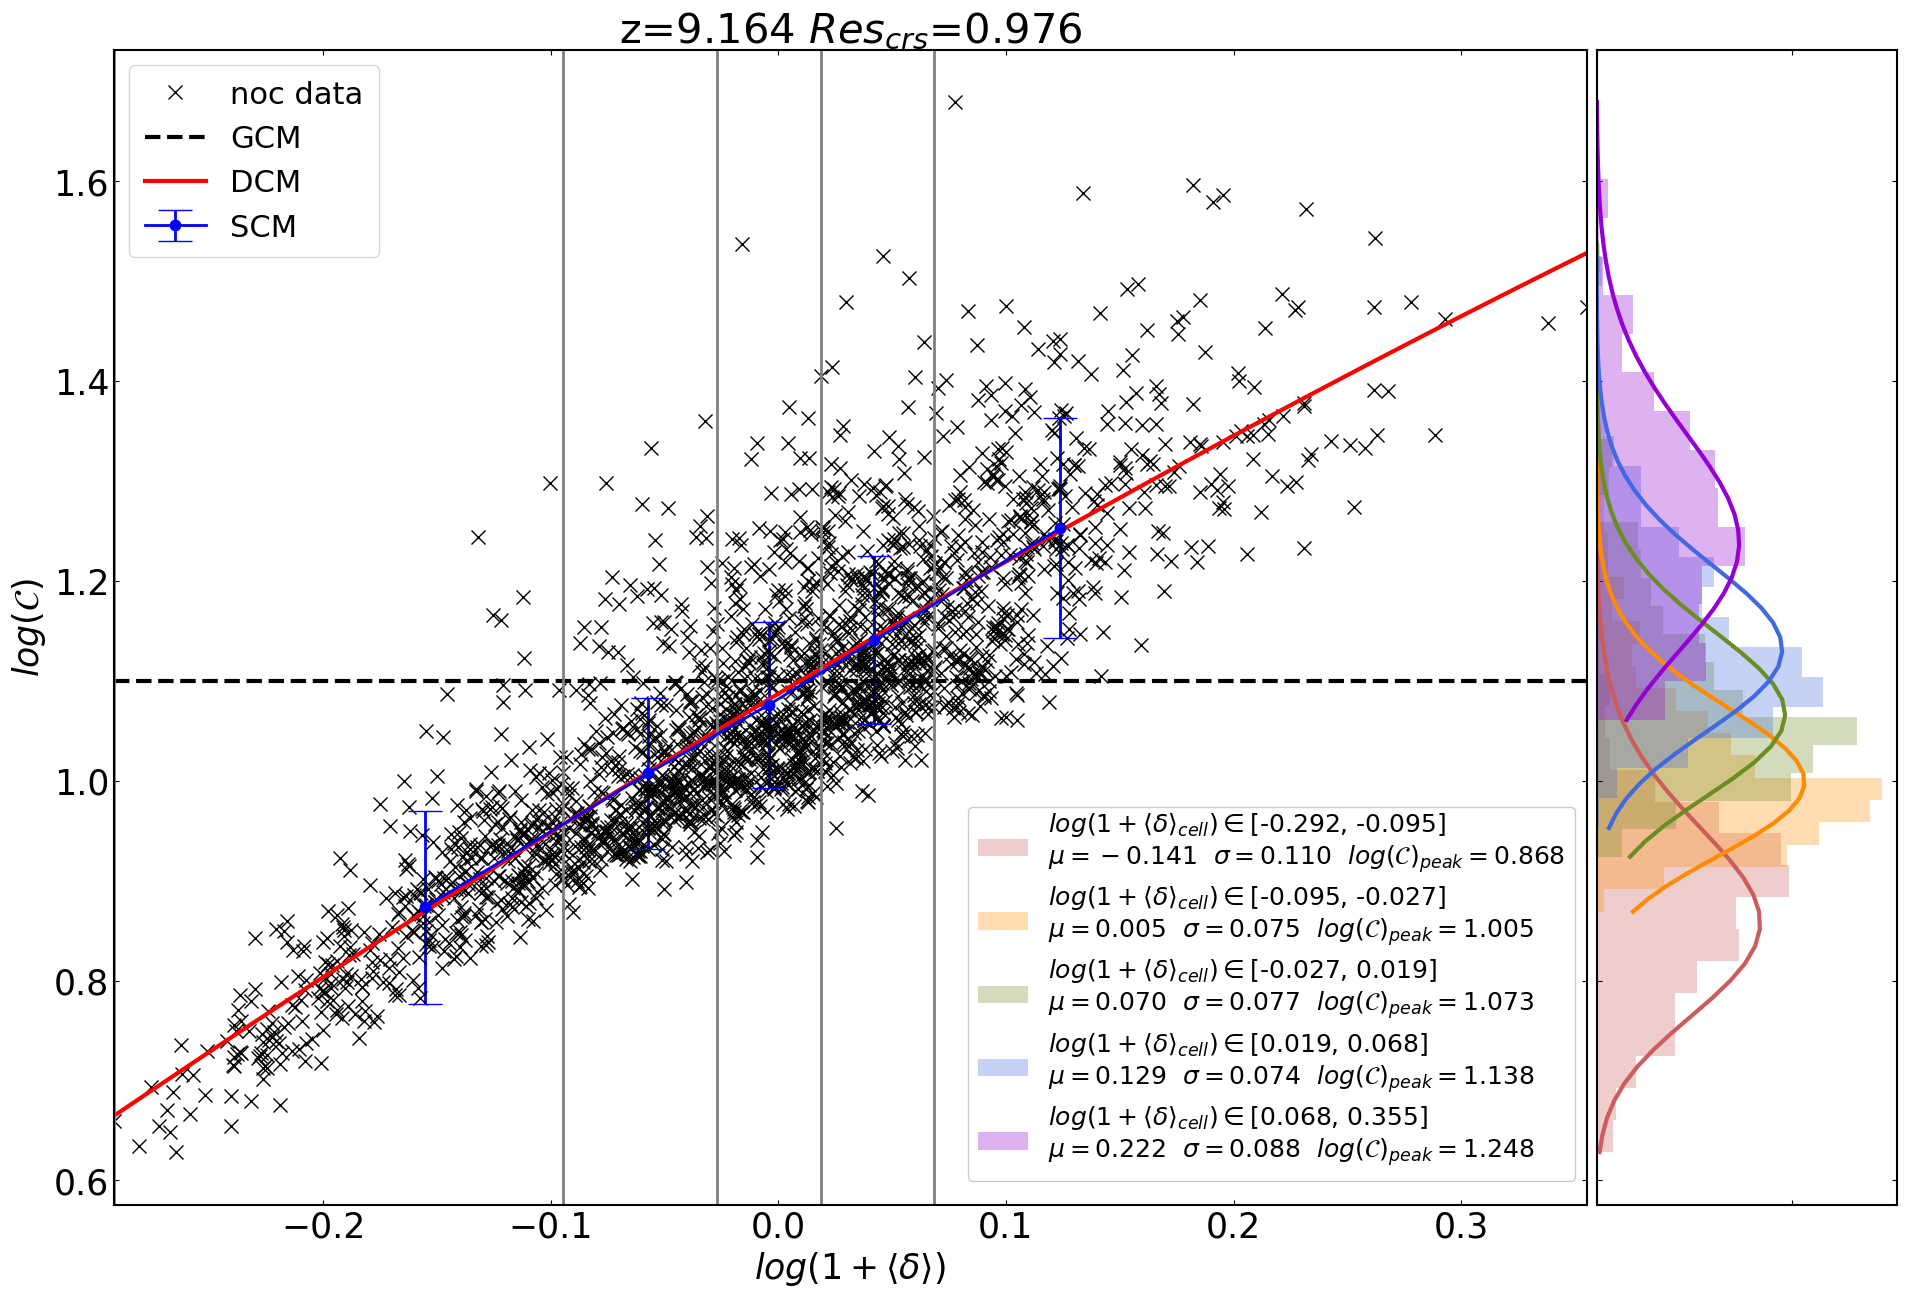 z=9.164 Res_crs=0.976
noc data
GCM
DCM
SCM
log(𝒞)
1.6
1.4
1.2
1.0
0.8
0.6
log(1 + ⟨δ⟩_cell) ∈ [-0.292, -0.095]
μ = −0.141 σ = 0.110 log(𝒞)_peak = 0.868
log(1 + ⟨δ⟩_cell) ∈ [-0.095, -0.027]
μ = 0.005 σ = 0.075 log(𝒞)_peak = 1.005
log(1 + ⟨δ⟩_cell) ∈ [-0.027, 0.019]
μ = 0.070 σ = 0.077 log(𝒞)_peak = 1.073
log(1 + ⟨δ⟩_cell) ∈ [0.019, 0.068]
μ = 0.129 σ = 0.074 log(𝒞)_peak = 1.138
log(1 + ⟨δ⟩_cell) ∈ [0.068, 0.355]
μ = 0.222 σ = 0.088 log(𝒞)_peak = 1.248
−0.2 −0.1 0.0 0.1 0.2 0.3
log(1 + ⟨δ⟩)